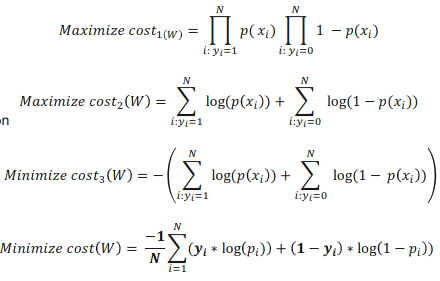 Maximize cost₁₍W₎ = ∏_{i: yᵢ=1}^{N} p(xᵢ) ∏_{i: yᵢ=0}^{N} 1 − p(xᵢ)
Maximize cost₂(W) = ∑_{i:yᵢ=1}^{N} log(p(xᵢ)) + ∑_{i:yᵢ=0}^{N} log(1 − p(xᵢ))
on
Minimize cost₃(W) = − (∑_{i:yᵢ=1}^{N} log(p(xᵢ)) + ∑_{i:yᵢ=0}^{N} log(1 − p(xᵢ)))
Minimize cost(W) = −1/N ∑_{i=1}^{N} (yᵢ * log(pᵢ)) + (1 − yᵢ) * log(1 − pᵢ))